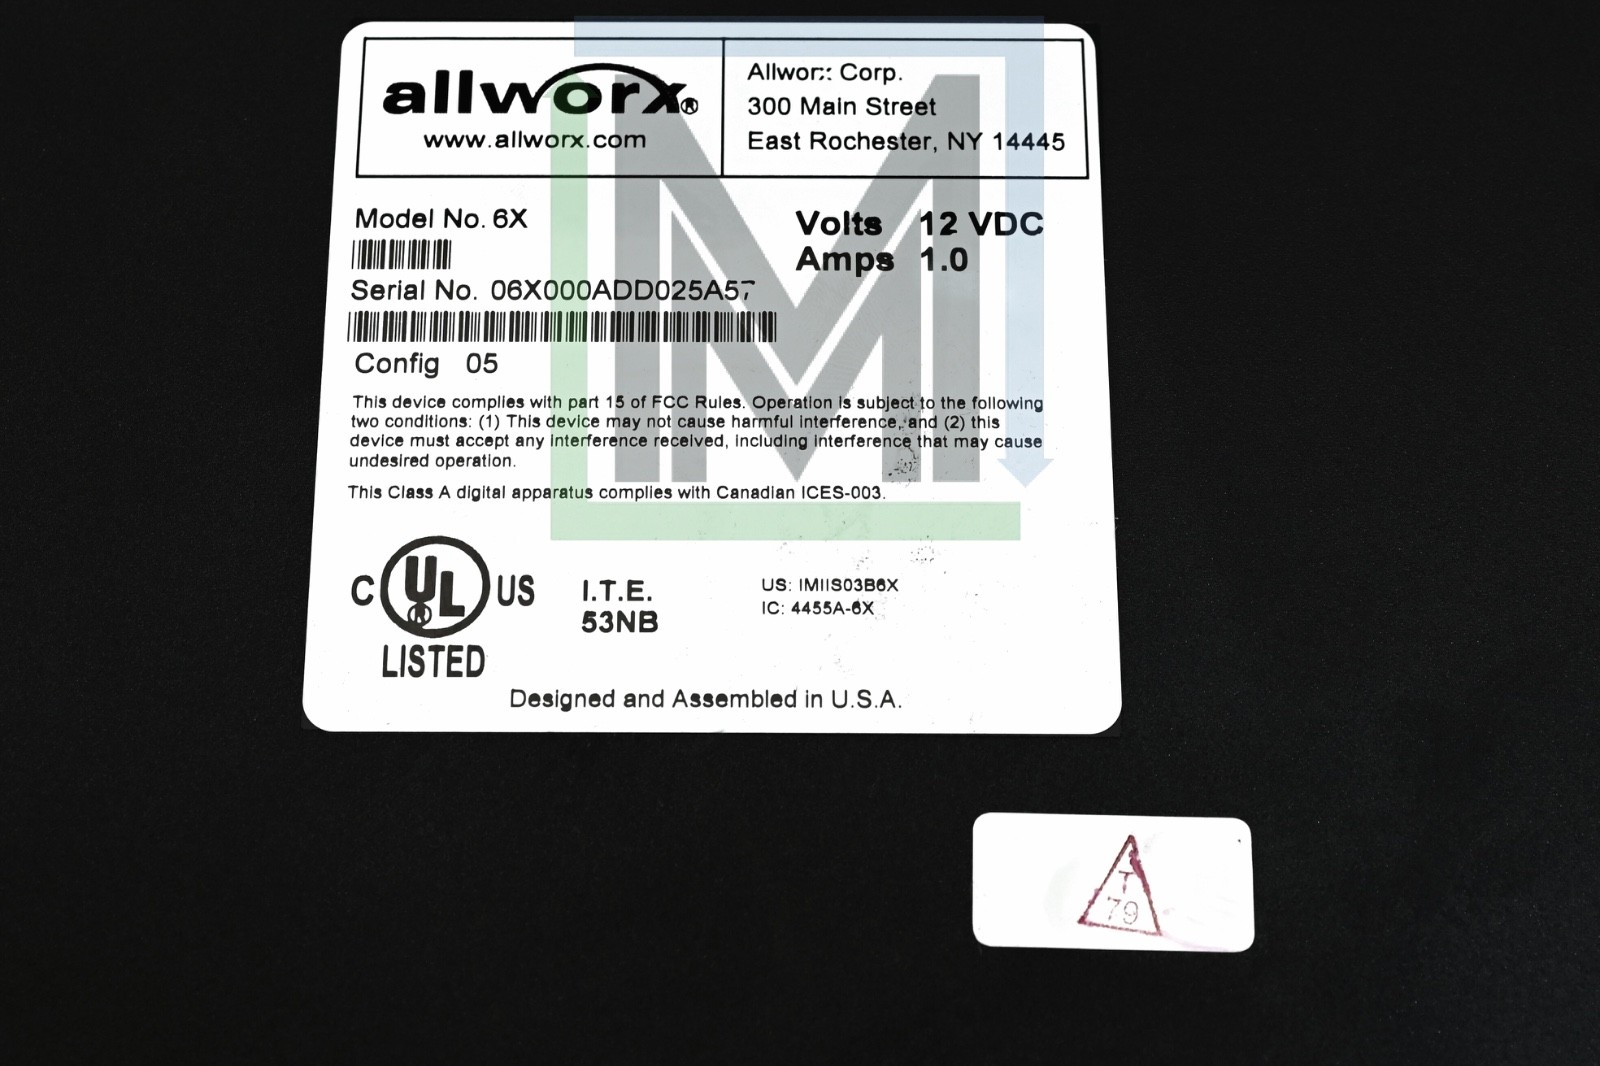 allworx®
www.allworx.com
Allworx Corp.
300 Main Street
East Rochester, NY 14445
Model No. 6X
Volts 12 VDC
Amps 1.0
Serial No. 06X000ADD025A57
Config 05
This device complies with part 15 of FCC Rules. Operation is subject to the following
two conditions: (1) This device may not cause harmful interference, and (2) this
device must accept any interference received, including interference that may cause
undesired operation.
This Class A digital apparatus complies with Canadian ICES-003.
C UL® US
LISTED
I.T.E.
53NB
US: IMIIS03B6X
IC: 4455A-6X
Designed and Assembled in U.S.A.
T
79